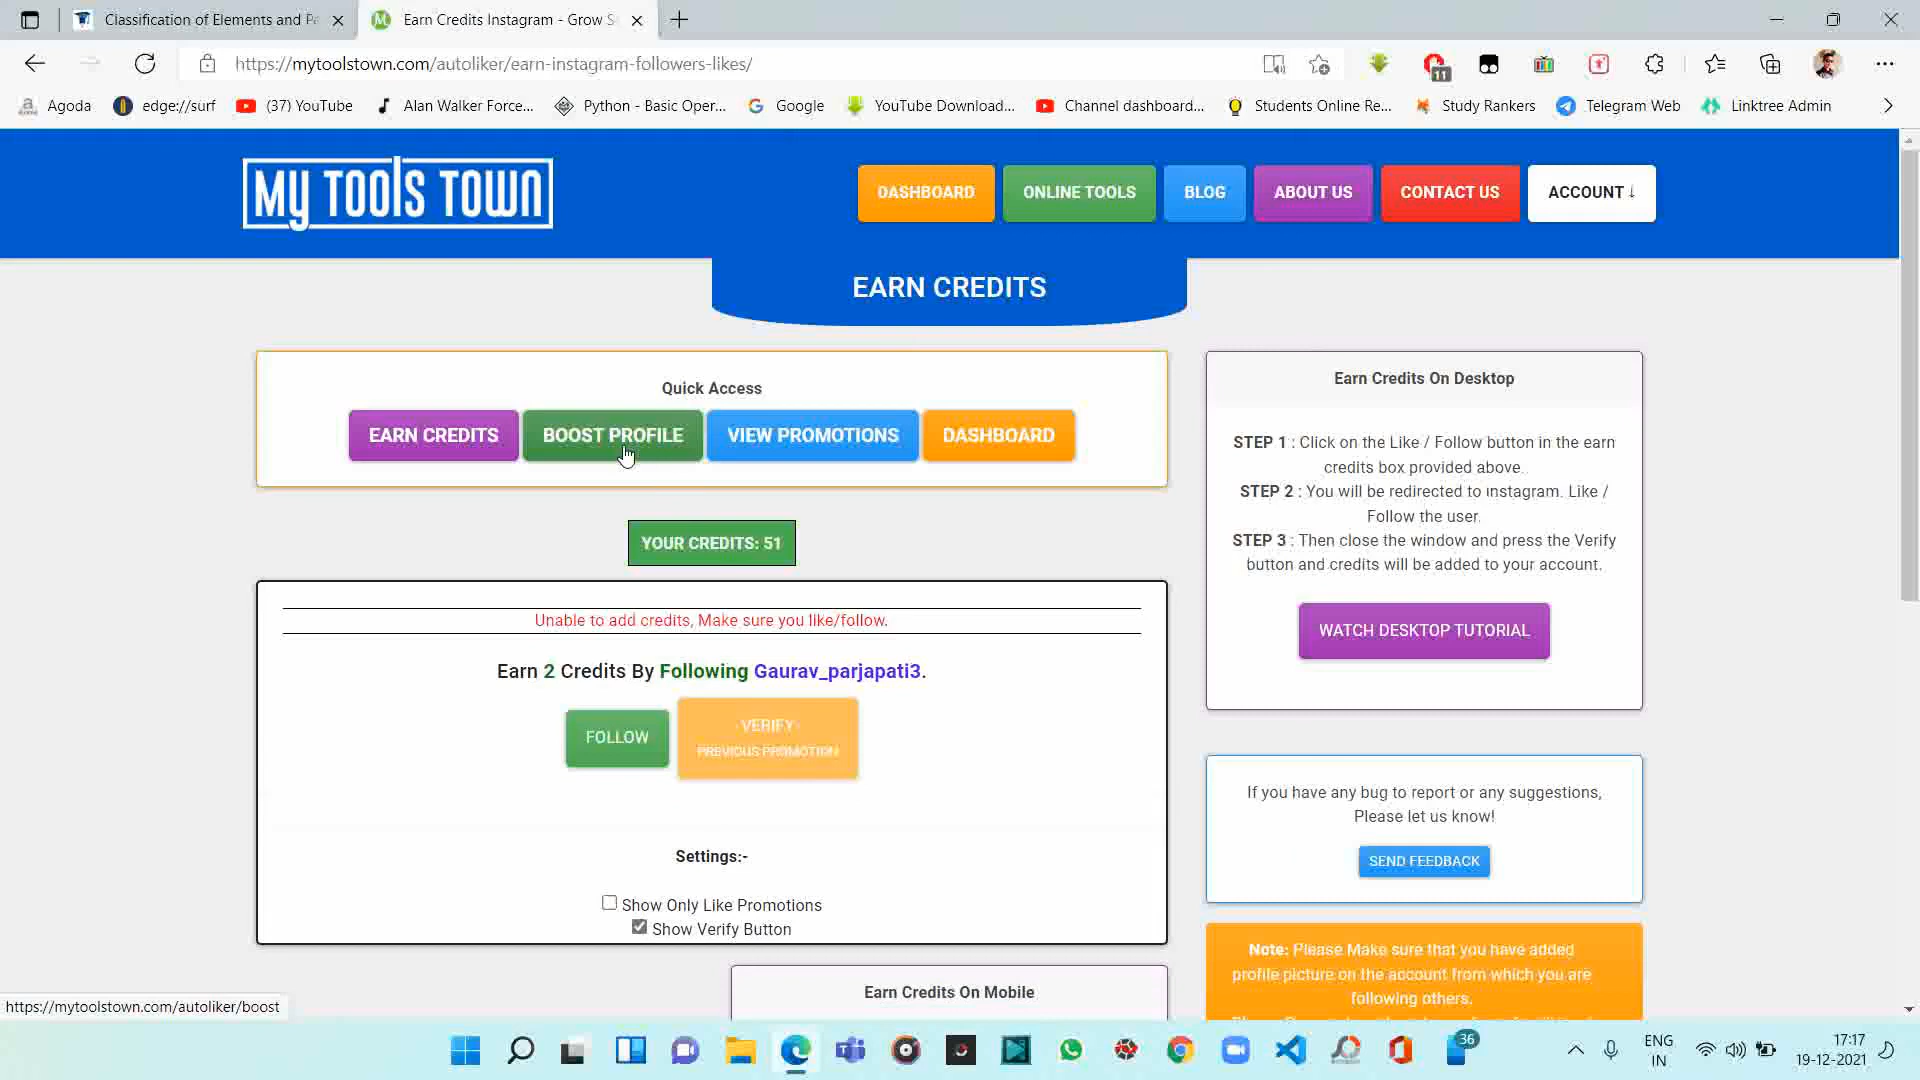 Classification of Elements and Pe
Earn Credits Instagram - Grow S
https://mytoolstown.com/autoliker/earn-instagram-followers-likes/
11
Agoda
edge://surf
(37) YouTube
Alan Walker Force...
Python - Basic Oper...
Google
YouTube Download...
Channel dashboard...
Students Online Re...
Study Rankers
Telegram Web
Linktree Admin
My Tools Town
DASHBOARD
ONLINE TOOLS
BLOG
ABOUT US
CONTACT US
ACCOUNT ↓
EARN CREDITS
Quick Access
EARN CREDITS
BOOST PROFILE
VIEW PROMOTIONS
DASHBOARD
YOUR CREDITS: 51
Unable to add credits, Make sure you like/follow.
Earn 2 Credits By Following Gaurav_parjapati3.
FOLLOW
VERIFY
PREVIOUS PROMOTION
Settings:-
Show Only Like Promotions
Show Verify Button
Earn Credits On Mobile
Earn Credits On Desktop
STEP 1 : Click on the Like / Follow button in the earn
credits box provided above.
STEP 2 : You will be redirected to instagram. Like /
Follow the user.
STEP 3 : Then close the window and press the Verify
button and credits will be added to your account.
WATCH DESKTOP TUTORIAL
If you have any bug to report or any suggestions,
Please let us know!
SEND FEEDBACK
Note: Please Make sure that you have added
profile picture on the account from which you are
following others.
https://mytoolstown.com/autoliker/boost
36
ENG
IN
17:17
19-12-2021